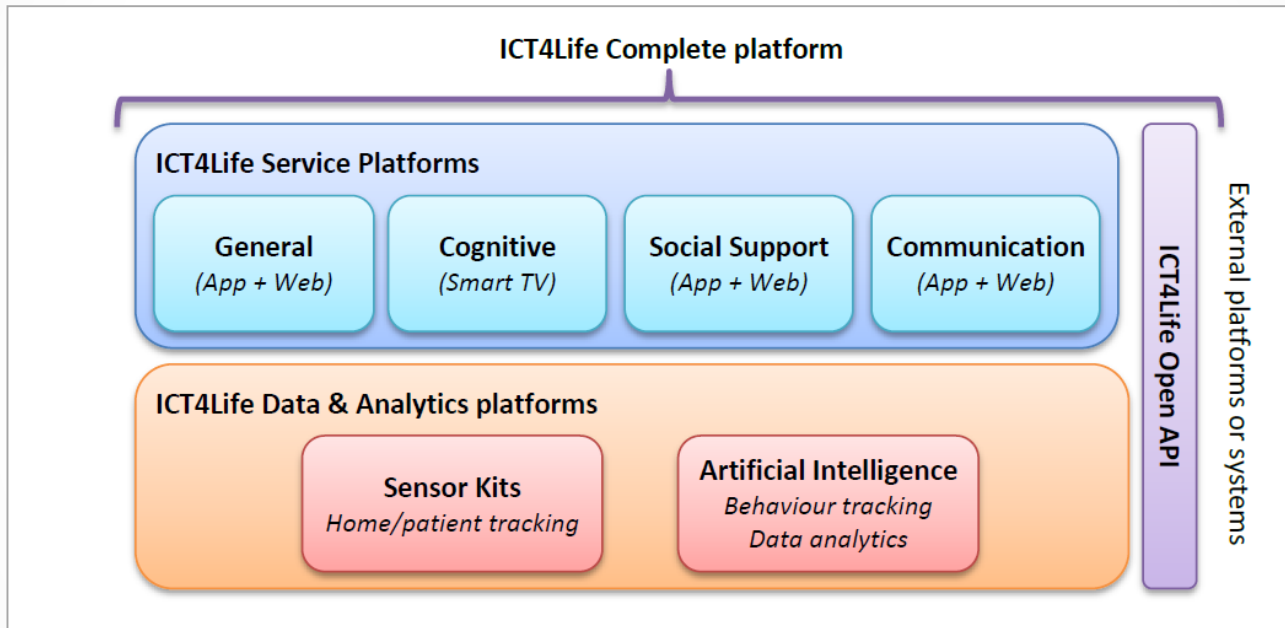 ICT4Life Complete platform
ICT4Life Service Platforms
General
(App + Web)
Cognitive
(Smart TV)
Social Support
(App + Web)
Communication
(App + Web)
ICT4Life Data & Analytics platforms
Sensor Kits
Home/patient tracking
Artificial Intelligence
Behaviour tracking
Data analytics
ICT4Life Open API
External platforms or systems